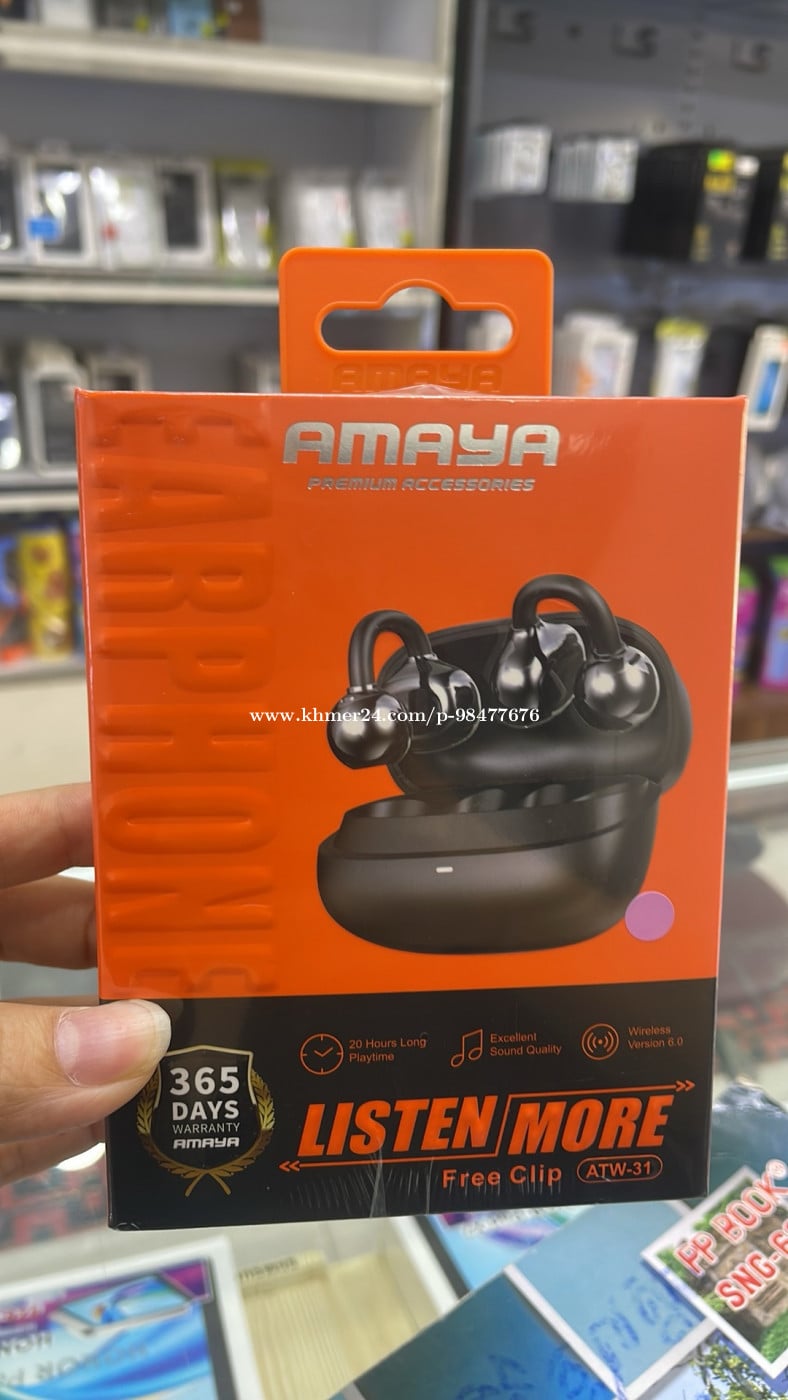 AMAYA
AMAYA
PREMIUM ACCESSORIES
EARPHONE
www.khmer24.com/p-98477676
20 Hours Long
Playtime
Excellent
Sound Quality
Wireless
Version 6.0
365
DAYS
WARRANTY
AMAYA
LISTEN MORE
Free Clip ATW-31
PP BOOK